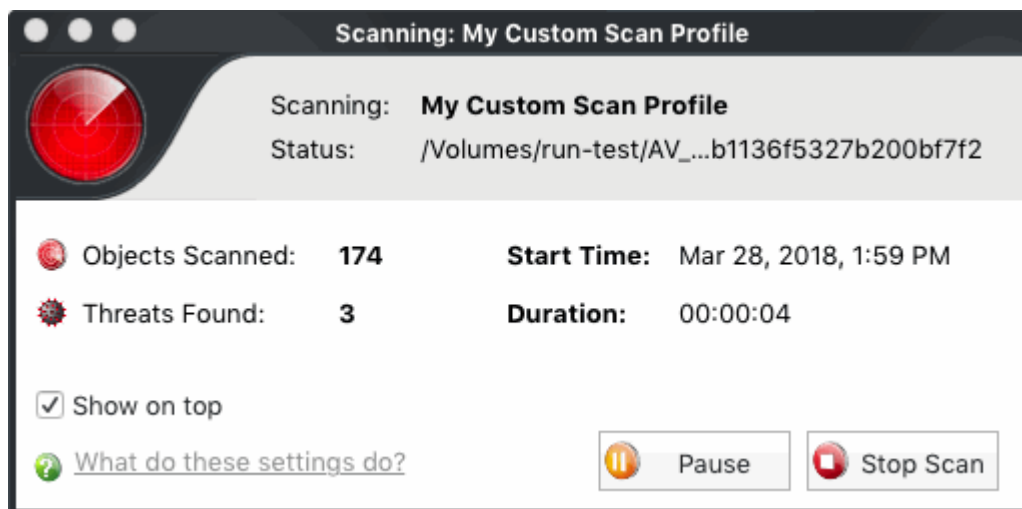 Scanning: My Custom Scan Profile
Scanning: My Custom Scan Profile
Status: /Volumes/run-test/AV_...b1136f5327b200bf7f2
Objects Scanned: 174 Start Time: Mar 28, 2018, 1:59 PM
Threats Found: 3 Duration: 00:00:04
Show on top
What do these settings do? Pause Stop Scan